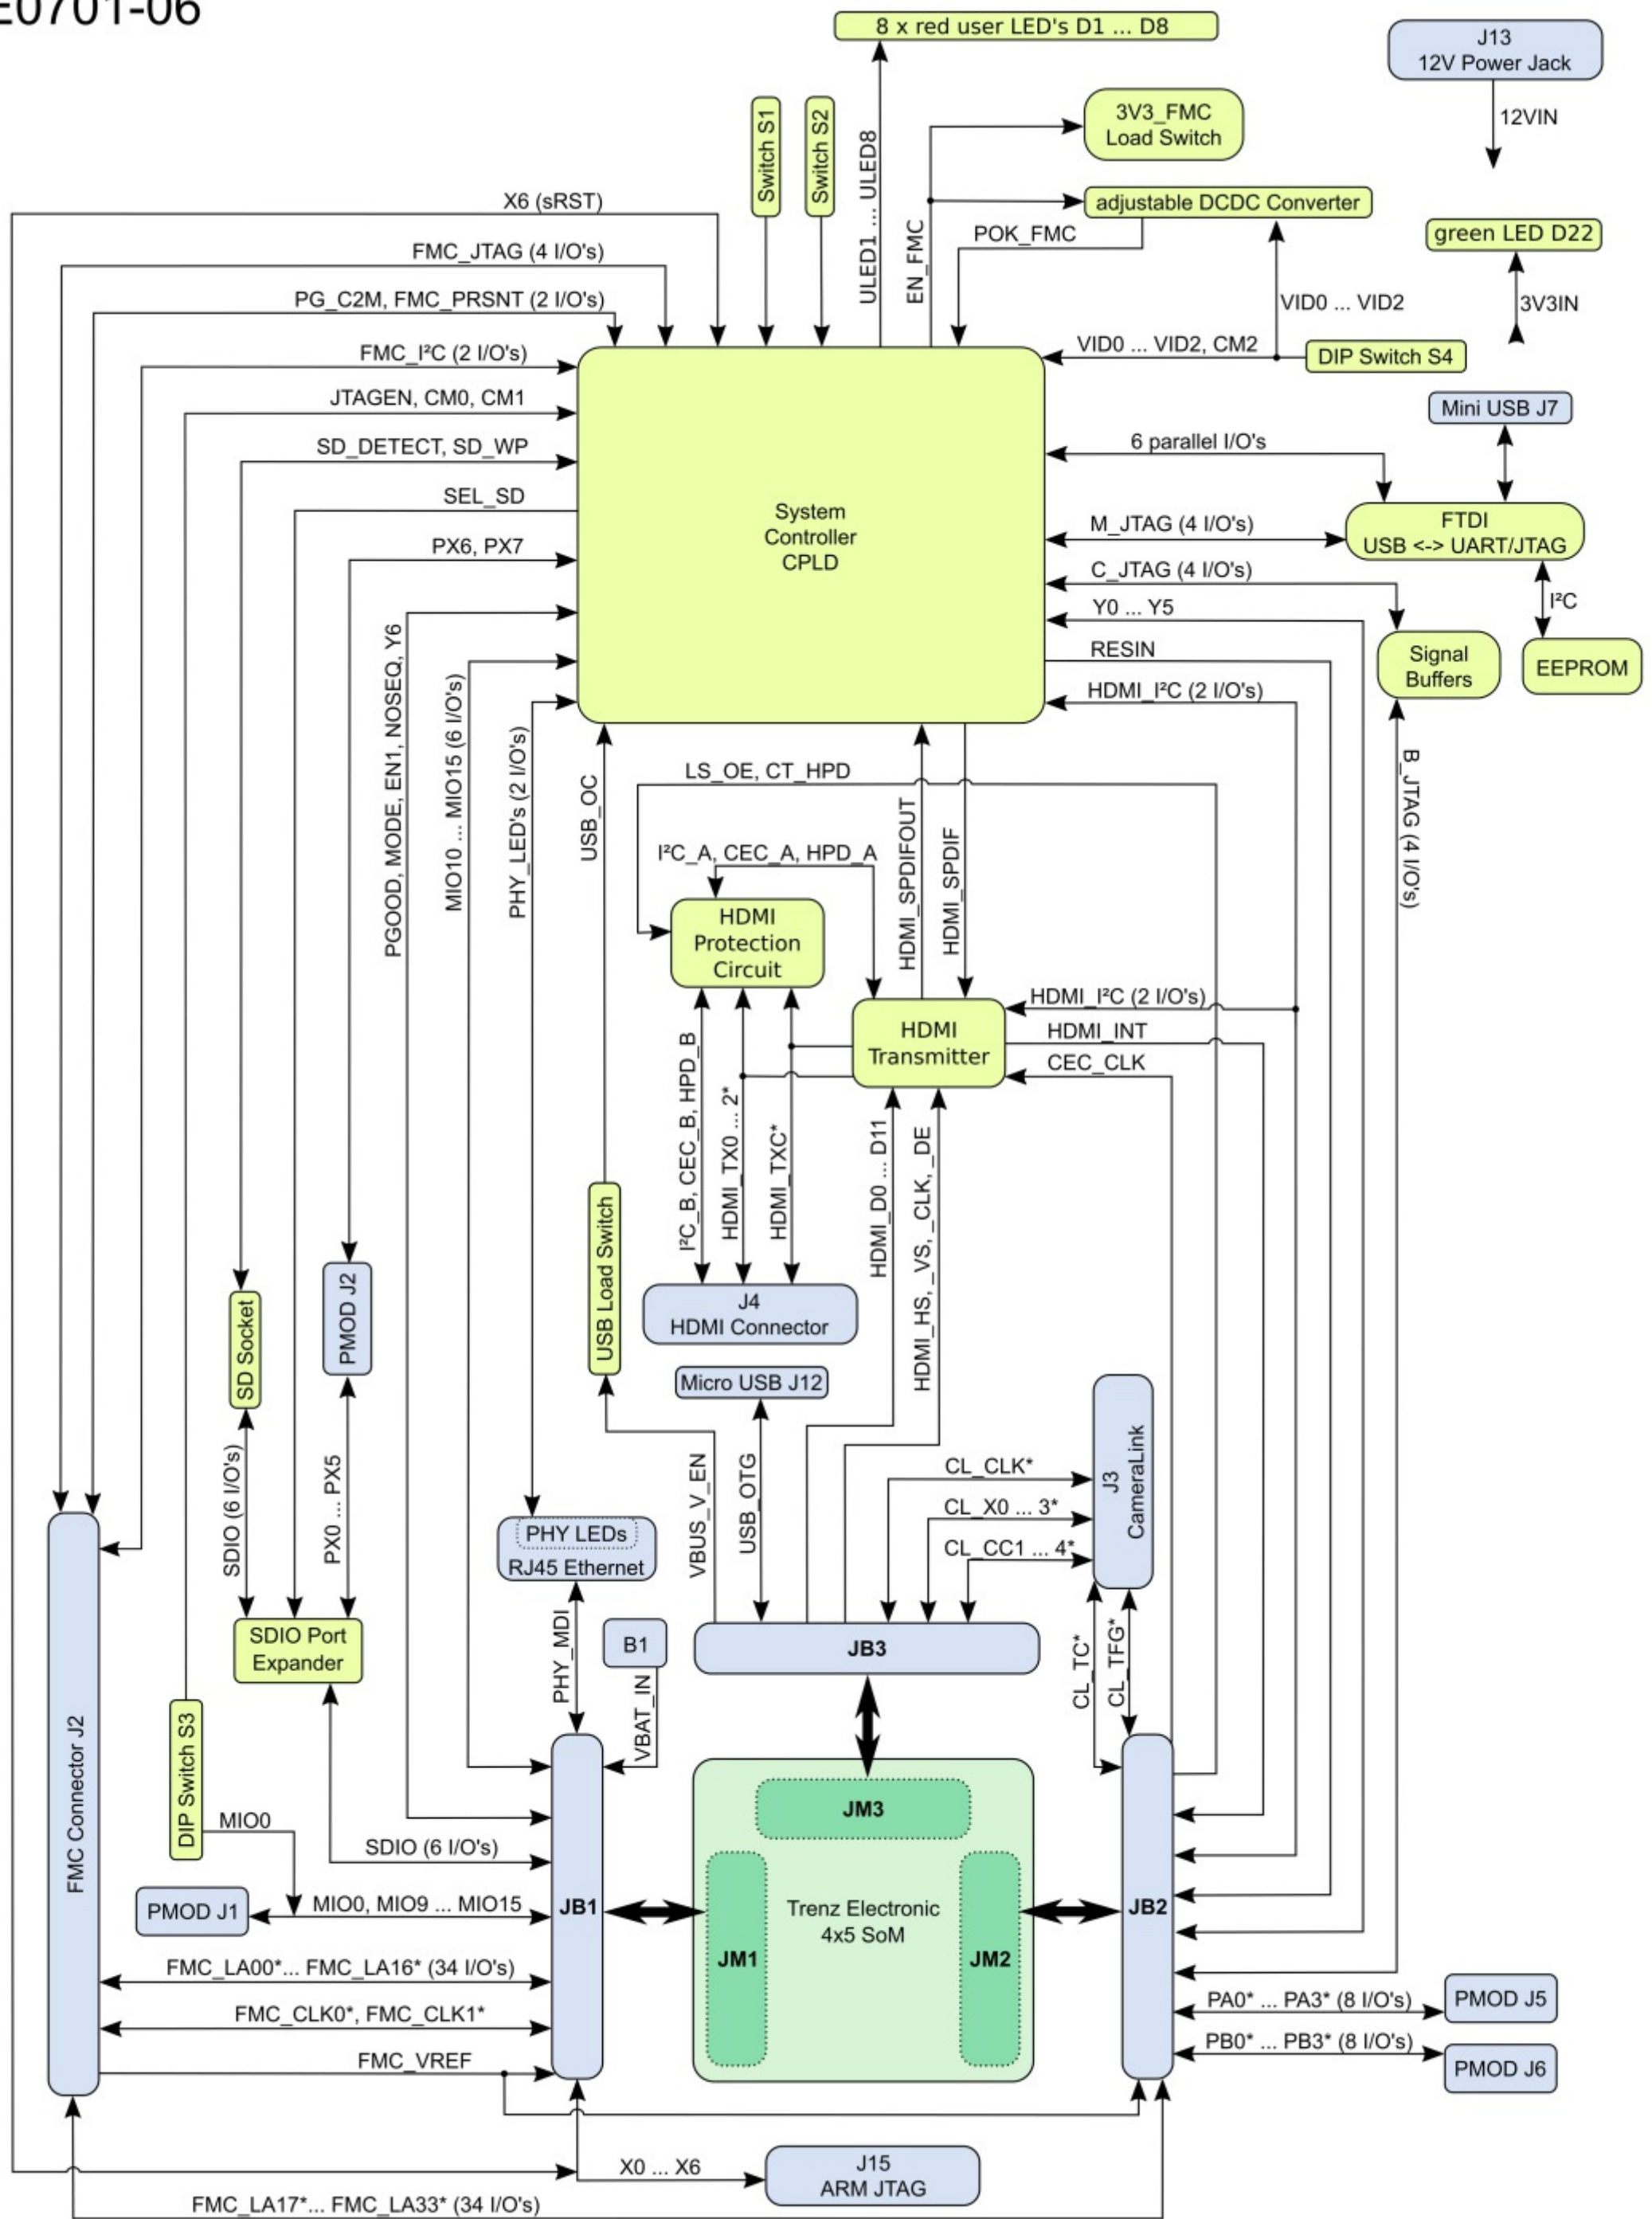 E0701-06
8 x red user LED's D1 ... D8
J13
12V Power Jack
12VIN
3V3_FMC
Load Switch
Switch S1
Switch S2
ULED1 ... ULED8
EN_FMC
adjustable DCDC Converter
POK_FMC
green LED D22
3V3IN
VID0 ... VID2
VID0 ... VID2, CM2
DIP Switch S4
X6 (sRST)
FMC_JTAG (4 I/O's)
PG_C2M, FMC_PRSNT (2 I/O's)
FMC_I²C (2 I/O's)
JTAGEN, CM0, CM1
SD_DETECT, SD_WP
SEL_SD
PX6, PX7
System
Controller
CPLD
Mini USB J7
6 parallel I/O's
FTDI
USB <-> UART/JTAG
M_JTAG (4 I/O's)
C_JTAG (4 I/O's)
I²C
Y0 ... Y5
RESIN
Signal
Buffers
EEPROM
HDMI_I²C (2 I/O's)
PGOOD, MODE, EN1, NOSEQ, Y6
MIO10 ... MIO15 (6 I/O's)
PHY_LED's (2 I/O's)
USB_OC
LS_OE, CT_HPD
I²C_A, CEC_A, HPD_A
HDMI_SPDIFOUT
HDMI_SPDIF
B_JTAG (4 I/O's)
HDMI
Protection
Circuit
HDMI
Transmitter
HDMI_I²C (2 I/O's)
HDMI_INT
CEC_CLK
I²C_B, CEC_B, HPD_B
HDMI_TX0 ... 2*
HDMI_TXC*
HDMI_D0 ... D11
HDMI_HS, _VS, _CLK, _DE
USB Load Switch
J4
HDMI Connector
Micro USB J12
SD Socket
PMOD J2
SDIO (6 I/O's)
PX0 ... PX5
VBUS_V_EN
USB_OTG
CL_CLK*
CL_X0 ... 3*
CL_CC1 ... 4*
J3
CameraLink
PHY LEDs
RJ45 Ethernet
PHY_MDI
B1
VBAT_IN
JB3
CL_TC*
CL_TFG*
SDIO Port
Expander
FMC Connector J2
DIP Switch S3
MIO0
SDIO (6 I/O's)
PMOD J1
MIO0, MIO9 ... MIO15
JB1
JM3
Trenz Electronic
4x5 SoM
JM1
JM2
JB2
FMC_LA00*... FMC_LA16* (34 I/O's)
FMC_CLK0*, FMC_CLK1*
FMC_VREF
PA0* ... PA3* (8 I/O's)
PMOD J5
PB0* ... PB3* (8 I/O's)
PMOD J6
X0 ... X6
J15
ARM JTAG
FMC_LA17*... FMC_LA33* (34 I/O's)